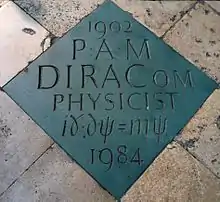 1902
P·A·M
DIRAC OM
PHYSICIST
iγ·∂ψ=mψ
1984